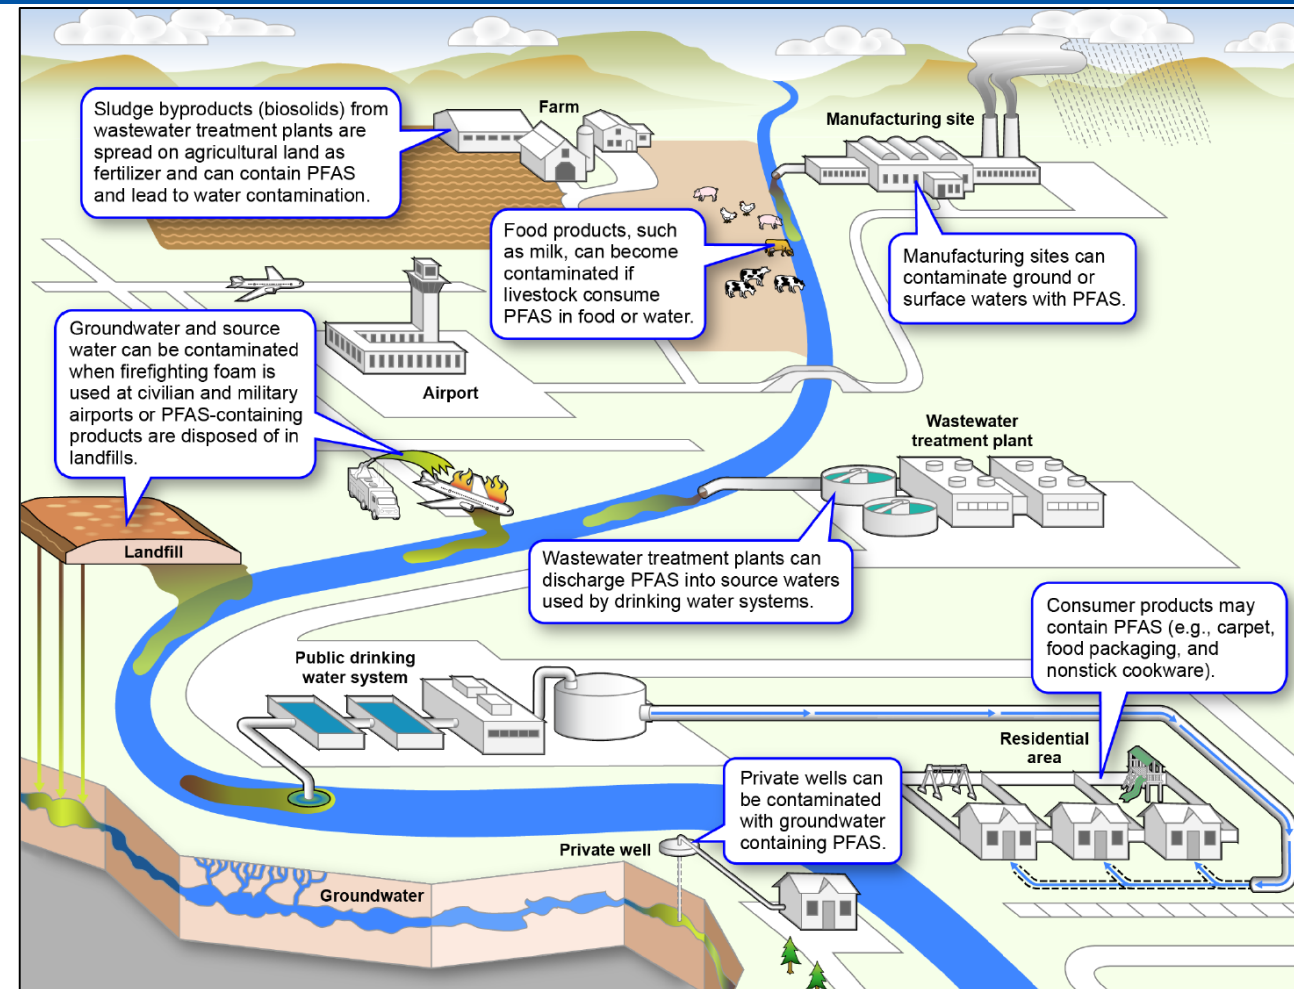 Sludge byproducts (biosolids) from
wastewater treatment plants are
spread on agricultural land as
fertilizer and can contain PFAS
and lead to water contamination.
Farm
Manufacturing site
Food products, such
as milk, can become
contaminated if
livestock consume
PFAS in food or water.
Manufacturing sites can
contaminate ground or
surface waters with PFAS.
Groundwater and source
water can be contaminated
when firefighting foam is
used at civilian and military
airports or PFAS-containing
products are disposed of in
landfills.
Airport
Wastewater
treatment plant
Landfill
Wastewater treatment plants can
discharge PFAS into source waters
used by drinking water systems.
Consumer products may
contain PFAS (e.g., carpet,
food packaging, and
nonstick cookware).
Public drinking
water system
Residential
area
Private wells can
be contaminated
with groundwater
containing PFAS.
Private well
Groundwater